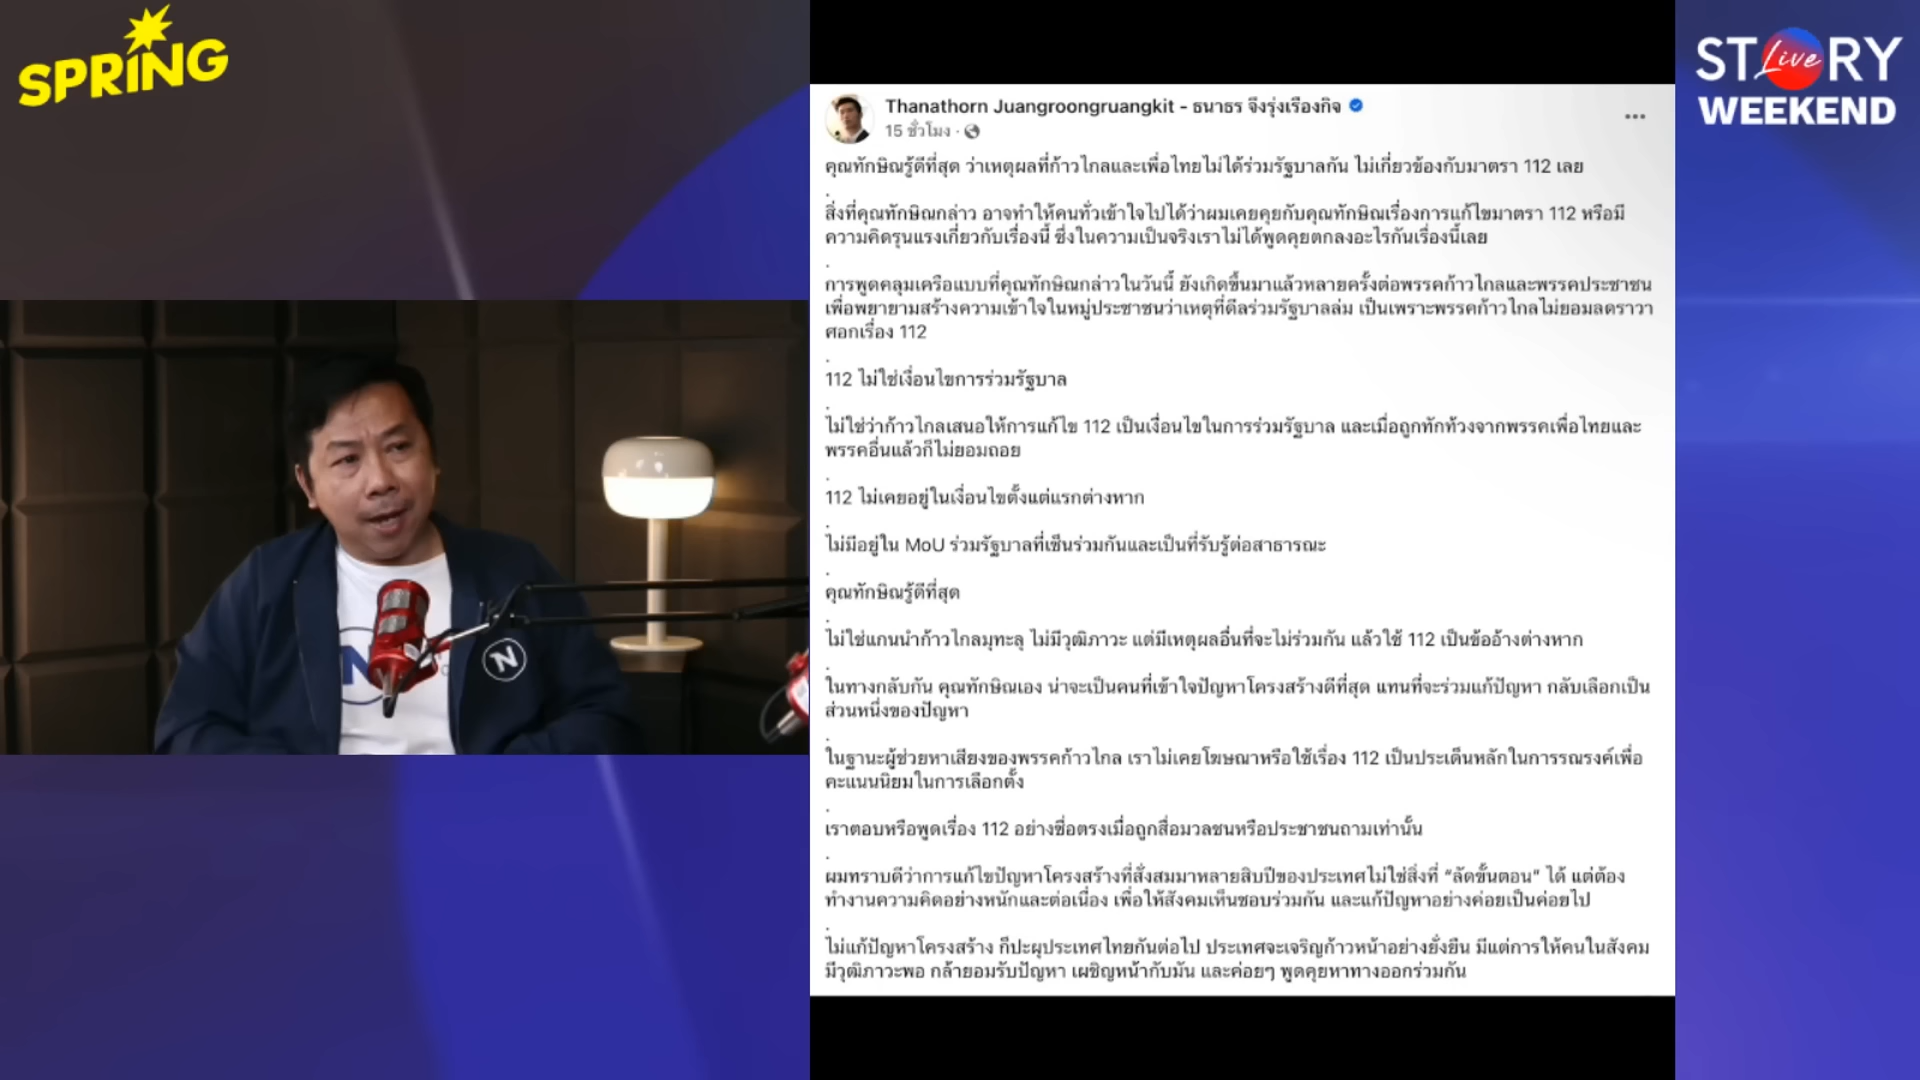 SPRiNG
STORY
Live
WEEKEND
Thanathorn Juangroongruangkit - ธนาธร จึงรุ่งเรืองกิจ
15 ชั่วโมง ·
คุณทักษิณรู้ดีที่สุด ว่าเหตุผลที่ก้าวไกลและเพื่อไทยไม่ได้ร่วมรัฐบาลกัน ไม่เกี่ยวข้องกับมาตรา 112 เลย
.
สิ่งที่คุณทักษิณกล่าว อาจทำให้คนทั่วเข้าใจไปได้ว่าผมเคยคุยกับคุณทักษิณเรื่องการแก้ไขมาตรา 112 หรือมี
ความคิดรุนแรงเกี่ยวกับเรื่องนี้ ซึ่งในความเป็นจริงเราไม่ได้พูดคุยตกลงอะไรกันเรื่องนี้เลย
.
การพูดคลุมเครือแบบที่คุณทักษิณกล่าวในวันนี้ ยังเกิดขึ้นมาแล้วหลายครั้งต่อพรรคก้าวไกลและพรรคประชาชน
เพื่อพยายามสร้างความเข้าใจในหมู่ประชาชนว่าเหตุที่ดีลร่วมรัฐบาลล่ม เป็นเพราะพรรคก้าวไกลไม่ยอมลดราวา
ศอกเรื่อง 112
.
112 ไม่ใช่เงื่อนไขการร่วมรัฐบาล
.
ไม่ใช่ว่าก้าวไกลเสนอให้การแก้ไข 112 เป็นเงื่อนไขในการร่วมรัฐบาล และเมื่อถูกทักท้วงจากพรรคเพื่อไทยและ
พรรคอื่นแล้วก็ไม่ยอมถอย
.
112 ไม่เคยอยู่ในเงื่อนไขตั้งแต่แรกต่างหาก
.
ไม่มีอยู่ใน MoU ร่วมรัฐบาลที่เซ็นร่วมกันและเป็นที่รับรู้ต่อสาธารณะ
.
คุณทักษิณรู้ดีที่สุด
.
ไม่ใช่แกนนำก้าวไกลมุทะลุ ไม่มีวุฒิภาวะ แต่มีเหตุผลอื่นที่จะไม่ร่วมกัน แล้วใช้ 112 เป็นข้ออ้างต่างหาก
.
ในทางกลับกัน คุณทักษิณเอง น่าจะเป็นคนที่เข้าใจปัญหาโครงสร้างดีที่สุด แทนที่จะร่วมแก้ปัญหา กลับเลือกเป็น
ส่วนหนึ่งของปัญหา
.
ในฐานะผู้ช่วยหาเสียงของพรรคก้าวไกล เราไม่เคยโฆษณาหรือใช้เรื่อง 112 เป็นประเด็นหลักในการรณรงค์เพื่อ
คะแนนนิยมในการเลือกตั้ง
.
เราตอบหรือพูดเรื่อง 112 อย่างซื่อตรงเมื่อถูกสื่อมวลชนหรือประชาชนถามเท่านั้น
.
ผมทราบดีว่าการแก้ไขปัญหาโครงสร้างที่สั่งสมมาหลายสิบปีของประเทศไม่ใช่สิ่งที่ “ลัดขั้นตอน” ได้ แต่ต้อง
ทำงานความคิดอย่างหนักและต่อเนื่อง เพื่อให้สังคมเห็นชอบร่วมกัน และแก้ปัญหาอย่างค่อยเป็นค่อยไป
.
ไม่แก้ปัญหาโครงสร้าง ก็ปะผุประเทศไทยกันต่อไป ประเทศจะเจริญก้าวหน้าอย่างยั่งยืน มีแต่การให้คนในสังคม
มีวุฒิภาวะพอ กล้ายอมรับปัญหา เผชิญหน้ากับมัน และค่อยๆ พูดคุยหาทางออกร่วมกัน
N
N